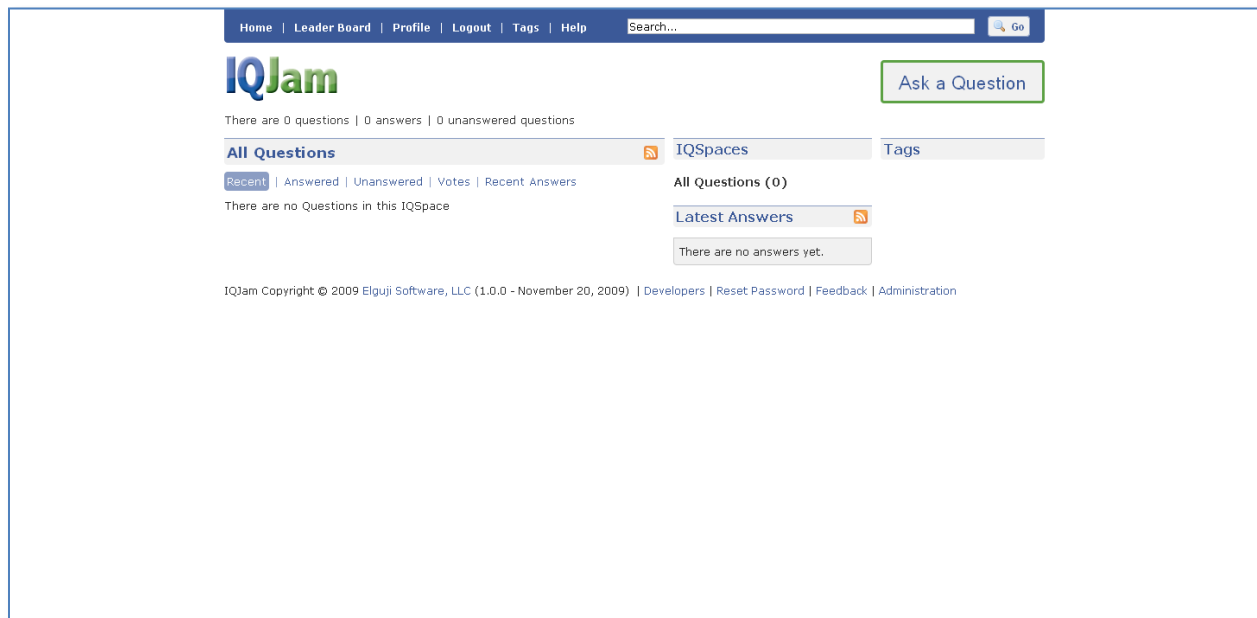 Home | Leader Board | Profile | Logout | Tags | Help Search... Go
IQJam
Ask a Question
There are 0 questions | 0 answers | 0 unanswered questions
All Questions
Recent | Answered | Unanswered | Votes | Recent Answers
There are no Questions in this IQSpace
IQSpaces
All Questions (0)
Latest Answers
There are no answers yet.
Tags
IQJam Copyright © 2009 Elguji Software, LLC (1.0.0 - November 20, 2009) | Developers | Reset Password | Feedback | Administration